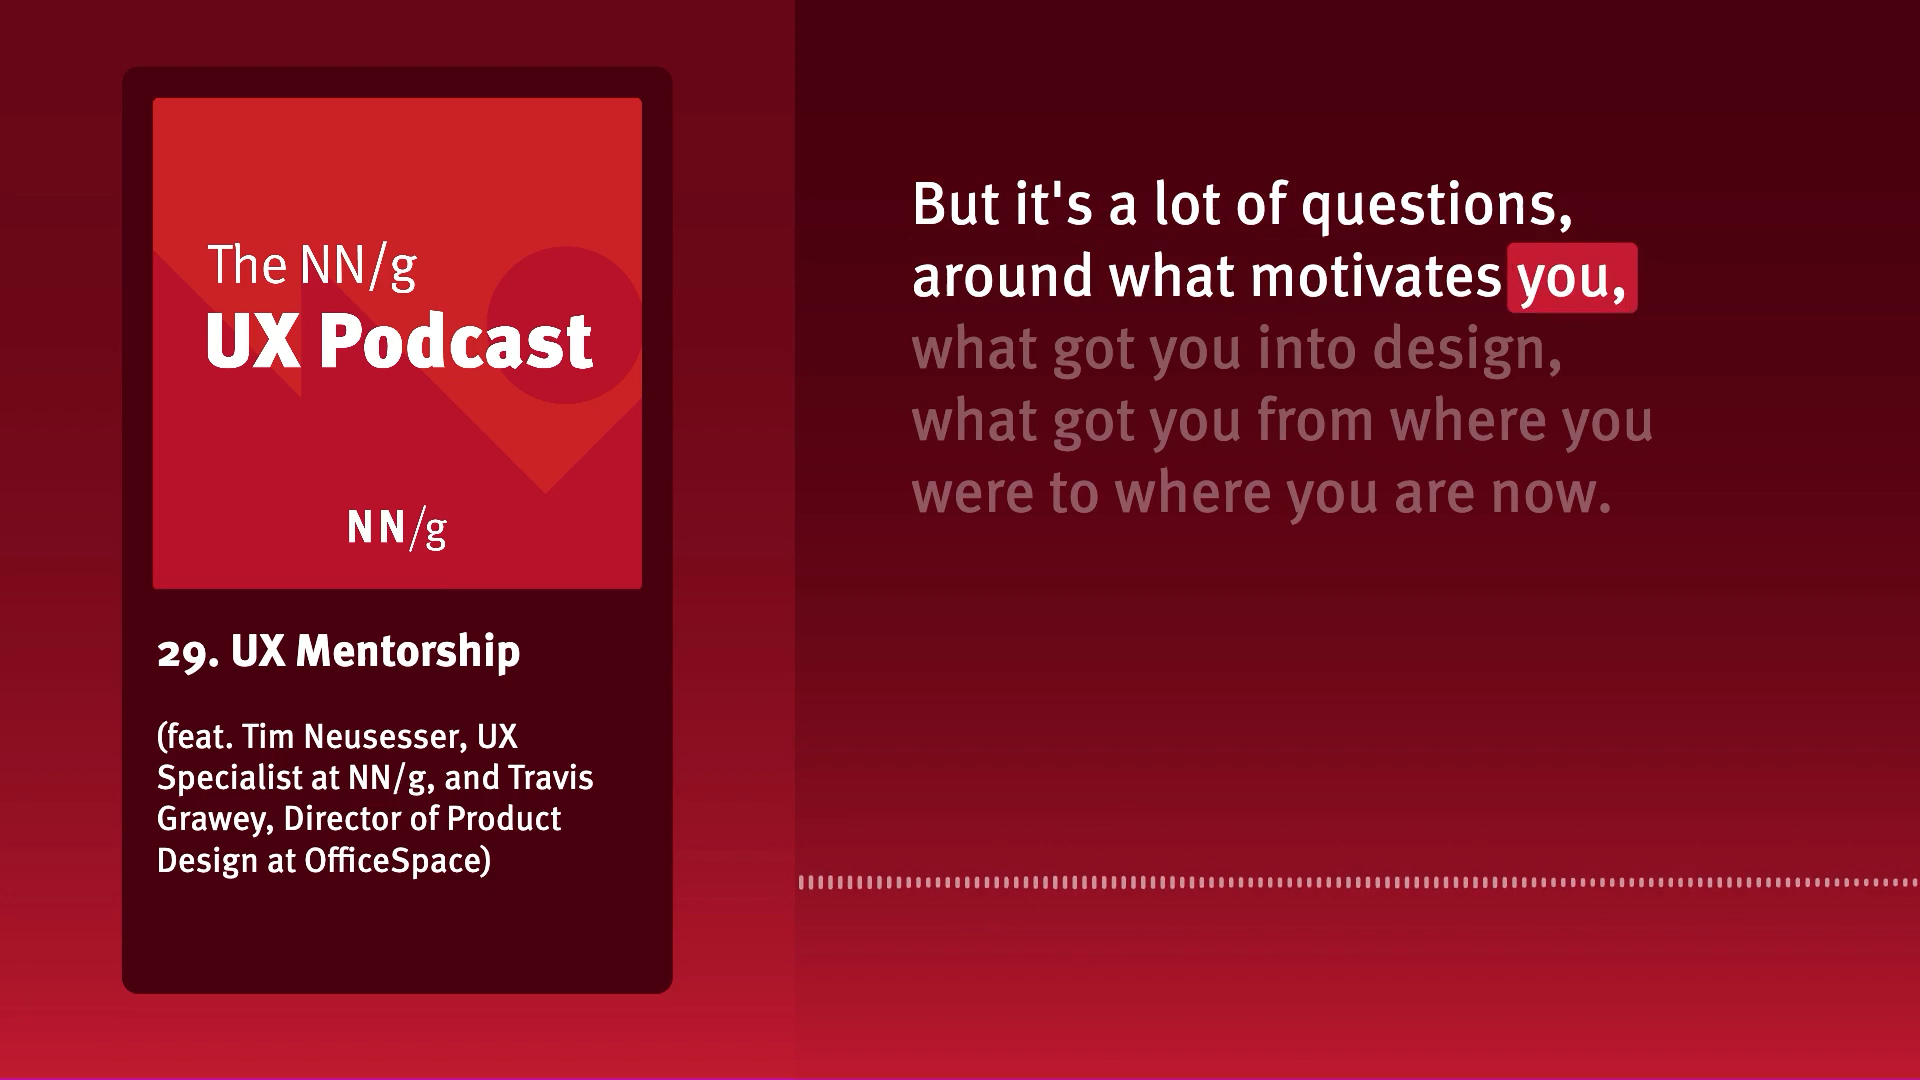 The NN/g
UX Podcast
NN/g
29. UX Mentorship
(feat. Tim Neusesser, UX
Specialist at NN/g, and Travis
Grawey, Director of Product
Design at OfficeSpace)
But it's a lot of questions,
around what motivates you,
what got you into design,
what got you from where you
were to where you are now.